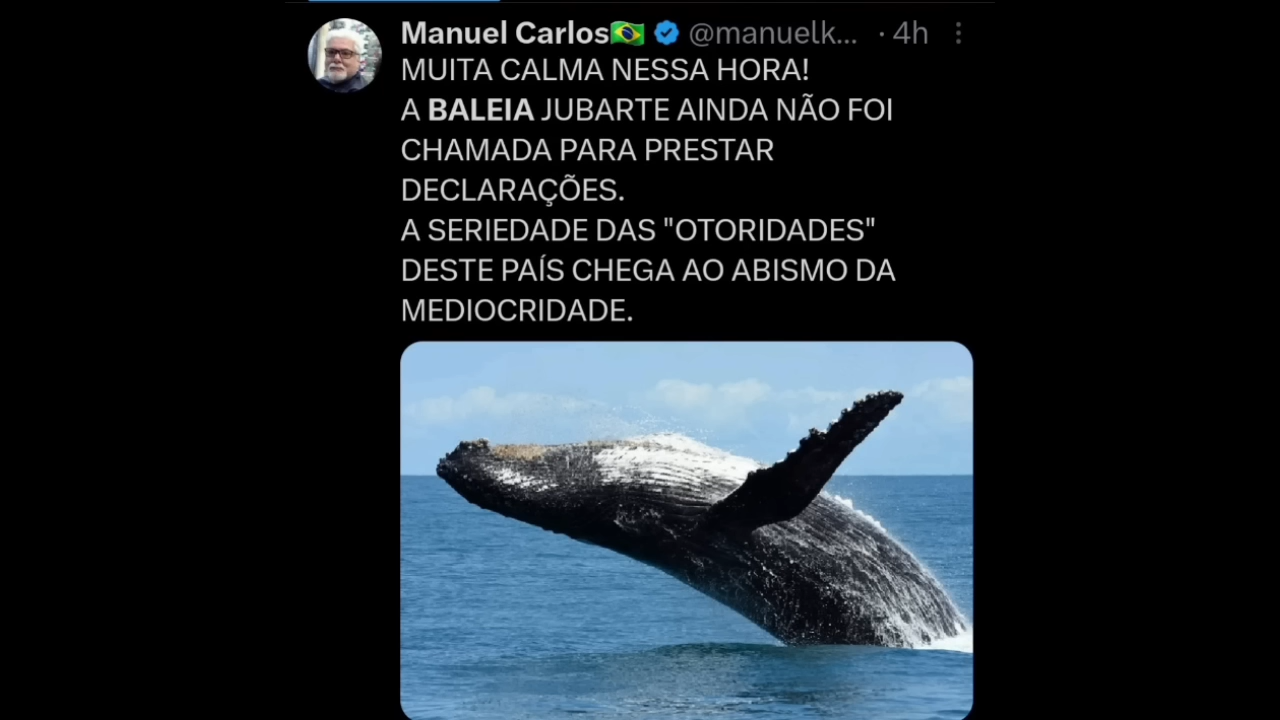 Manuel Carlos🇧🇷 @manuelk... · 4h
MUITA CALMA NESSA HORA!
A BALEIA JUBARTE AINDA NÃO FOI
CHAMADA PARA PRESTAR
DECLARAÇÕES.
A SERIEDADE DAS "OTORIDADES"
DESTE PAÍS CHEGA AO ABISMO DA
MEDIOCRIDADE.